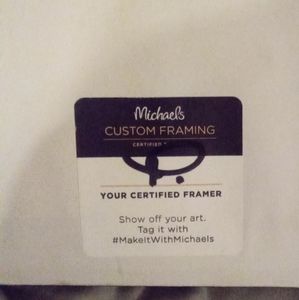 Michaels
CUSTOM FRAMING
CERTIFIED
YOUR CERTIFIED FRAMER
Show off your art.
Tag it with
#MakeItWithMichaels